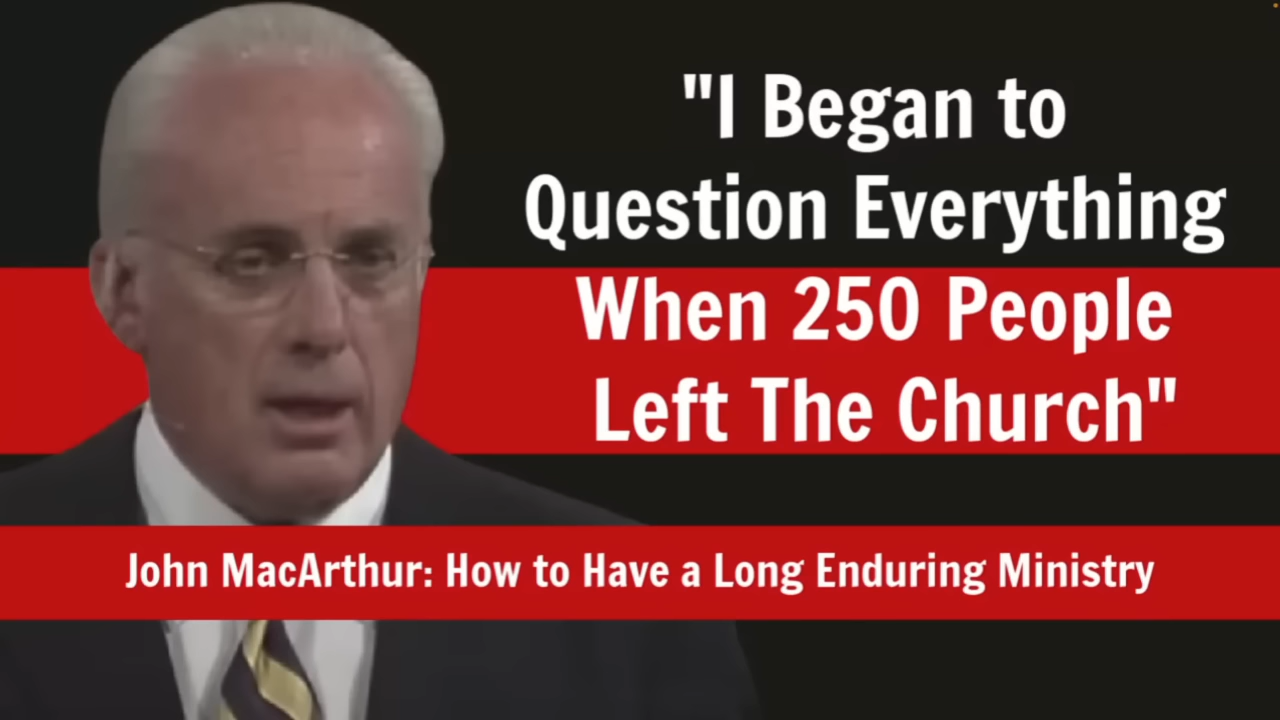 "I Began to
Question Everything
When 250 People
Left The Church"
John MacArthur: How to Have a Long Enduring Ministry